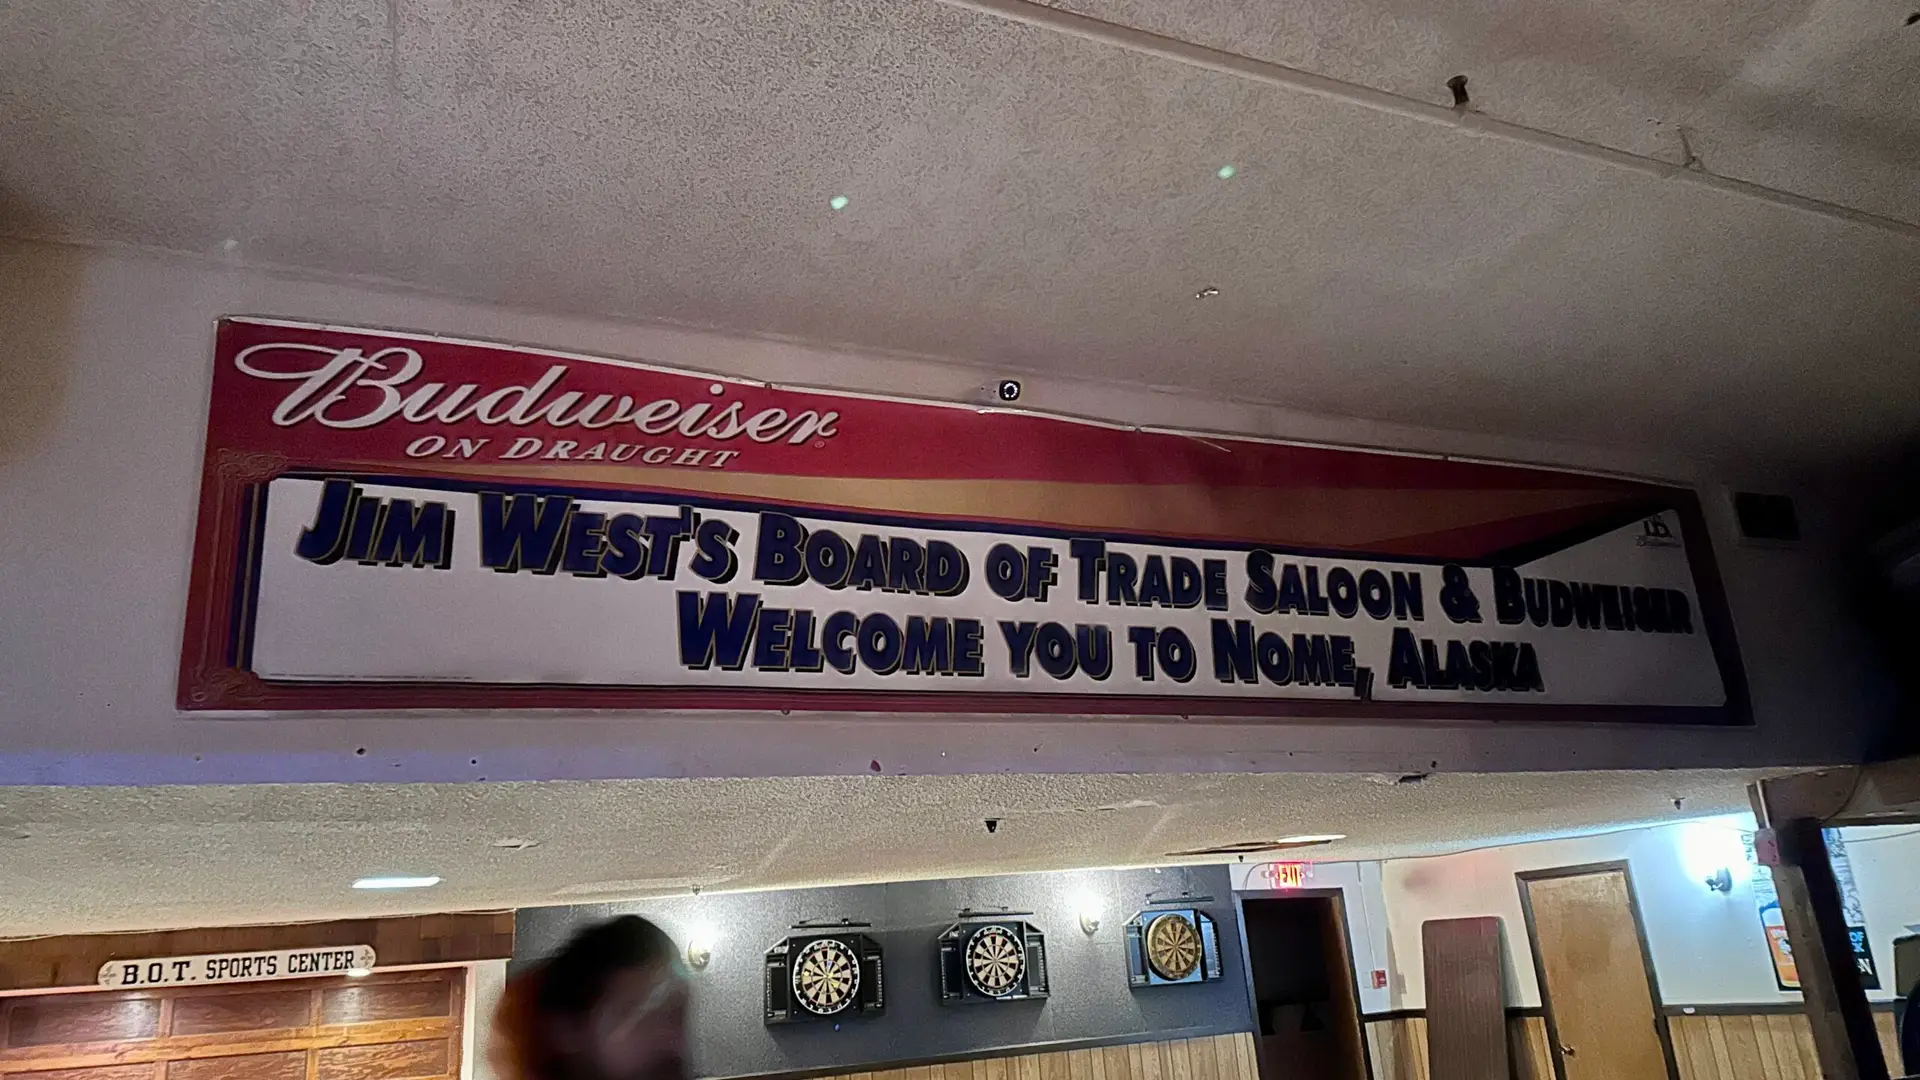 Budweiser
ON DRAUGHT
JIM WEST'S BOARD OF TRADE SALOON & BUDWEISER
WELCOME YOU TO NOME, ALASKA
EXIT
B.O.T. SPORTS CENTER